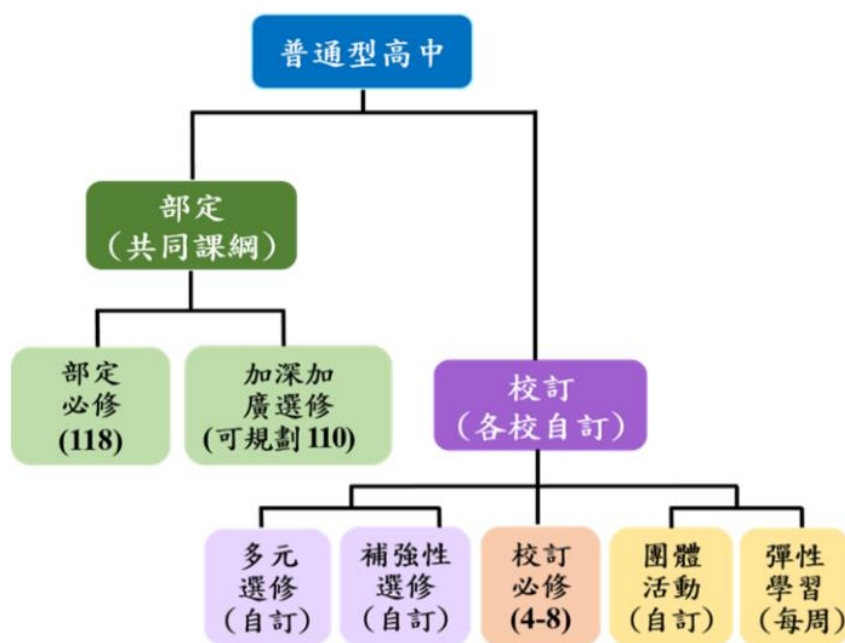 普通型高中
部定
（共同課綱）
部定
必修
(118)
加深加
廣選修
(可規劃110)
校訂
（各校自訂）
多元
選修
（自訂）
補強性
選修
（自訂）
校訂
必修
(4-8)
團體
活動
（自訂）
彈性
學習
（每周）